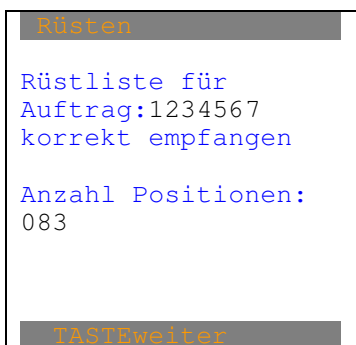 Rüsten
Rüstliste für
Auftrag:1234567
korrekt empfangen
Anzahl Positionen:
083
TASTEweiter